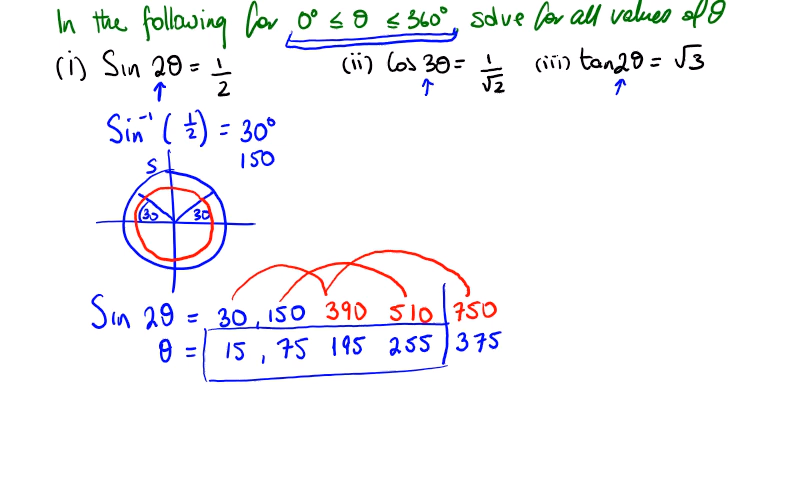 In the following for 0° ≤ θ ≤ 360°, solve for all values of θ
(i) Sin 2θ = 1/2 (ii) Cos 3θ = 1/√2 (iii) tan 2θ = √3
Sin⁻¹ (1/2) = 30°
150
S
30 30
Sin 2θ = 30, 150 390 510 750
θ = 15, 75 195 255 375